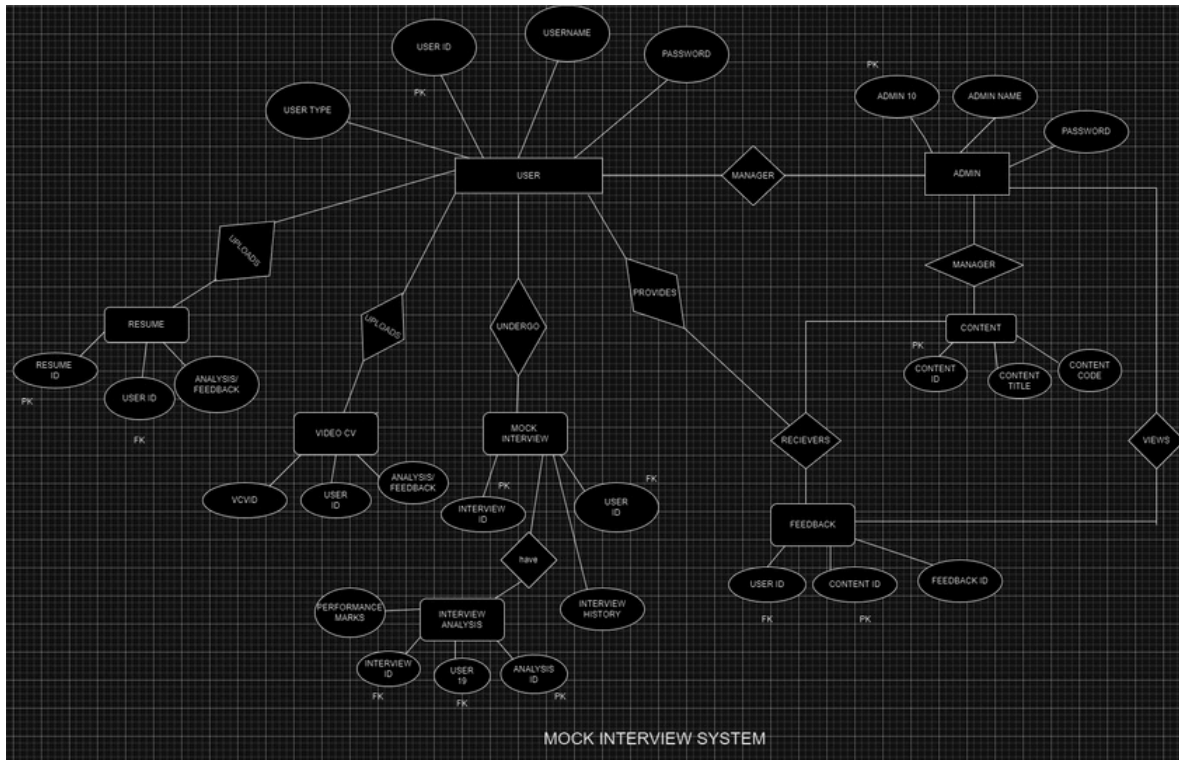 USER ID
USERNAME
PASSWORD
PK
USER TYPE
PK
ADMIN 10
ADMIN NAME
PASSWORD
USER
MANAGER
ADMIN
UPLOADS
MANAGER
PROVIDES
UPLOADS
UNDERGO
RESUME
CONTENT
RESUME
ID
USER ID
ANALYSIS/
FEEDBACK
PK
FK
PK
CONTENT
ID
CONTENT
TITLE
CONTENT
CODE
VIDEO CV
MOCK
INTERVIEW
RECIEVERS
VIEWS
VCVID
USER
ID
ANALYSIS/
FEEDBACK
PK
INTERVIEW
ID
FK
USER
ID
FEEDBACK
have
USER ID
CONTENT ID
FEEDBACK ID
FK
PK
PERFORMANCE
MARKS
INTERVIEW
ANALYSIS
INTERVIEW
HISTORY
INTERVIEW
ID
USER
19
ANALYSIS
ID
FK
FK
PK
MOCK INTERVIEW SYSTEM